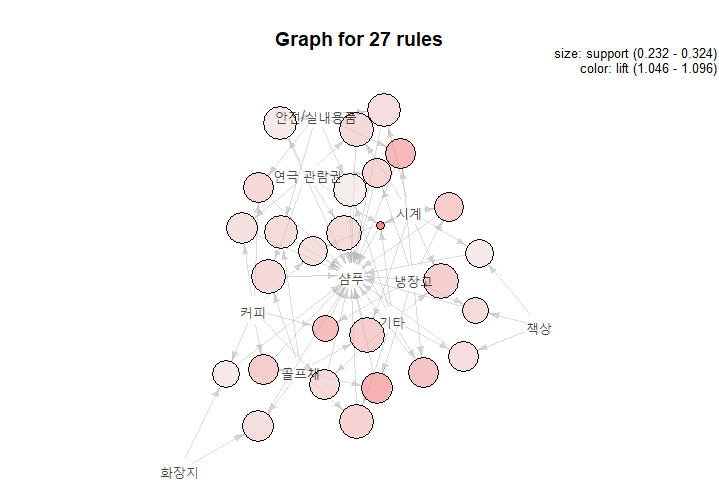 Graph for 27 rules
size: support (0.232 - 0.324)
color: lift (1.046 - 1.096)
안전/실내용품
연극 관람권
시계
샴푸
냉장고
커피
기타
책상
골프채
화장지